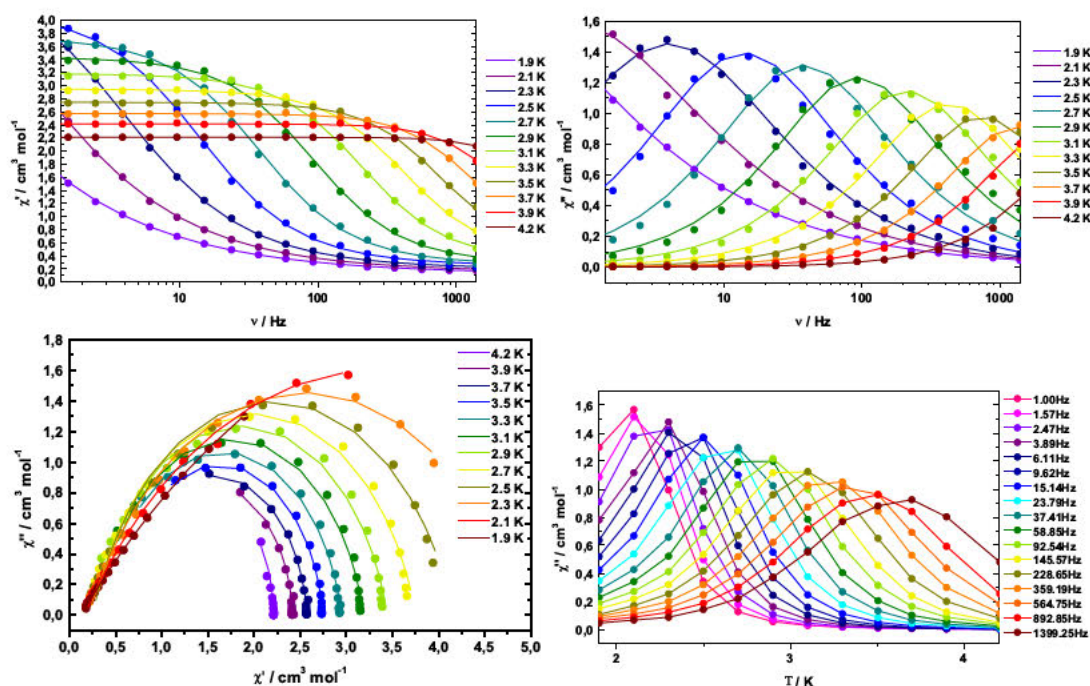 4,0
3,8
3,6
3,4
3,2
3,0
2,8
2,6
2,4
2,2
2,0
1,8
1,6
1,4
1,2
1,0
0,8
0,6
0,4
0,2
0,0
χ' / cm³ mol⁻¹
10
100
1000
ν / Hz
1.9 K
2.1 K
2.3 K
2.5 K
2.7 K
2.9 K
3.1 K
3.3 K
3.5 K
3.7 K
3.9 K
4.2 K
1,6
1,4
1,2
1,0
0,8
0,6
0,4
0,2
0,0
χ'' / cm³ mol⁻¹
10
100
1000
ν / Hz
1.9 K
2.1 K
2.3 K
2.5 K
2.7 K
2.9 K
3.1 K
3.3 K
3.5 K
3.7 K
3.9 K
4.2 K
1,8
1,6
1,4
1,2
1,0
0,8
0,6
0,4
0,2
0,0
χ'' / cm³ mol⁻¹
0,0 0,5 1,0 1,5 2,0 2,5 3,0 3,5 4,0 4,5 5,0
χ' / cm³ mol⁻¹
4.2 K
3.9 K
3.7 K
3.5 K
3.3 K
3.1 K
2.9 K
2.7 K
2.5 K
2.3 K
2.1 K
1.9 K
1,6
1,4
1,2
1,0
0,8
0,6
0,4
0,2
0,0
χ'' / cm³ mol⁻¹
2 3 4
T / K
1.00Hz
1.57Hz
2.47Hz
3.89Hz
6.11Hz
9.62Hz
15.14Hz
23.79Hz
37.41Hz
58.85Hz
92.54Hz
145.57Hz
228.65Hz
359.19Hz
564.75Hz
892.85Hz
1399.25Hz